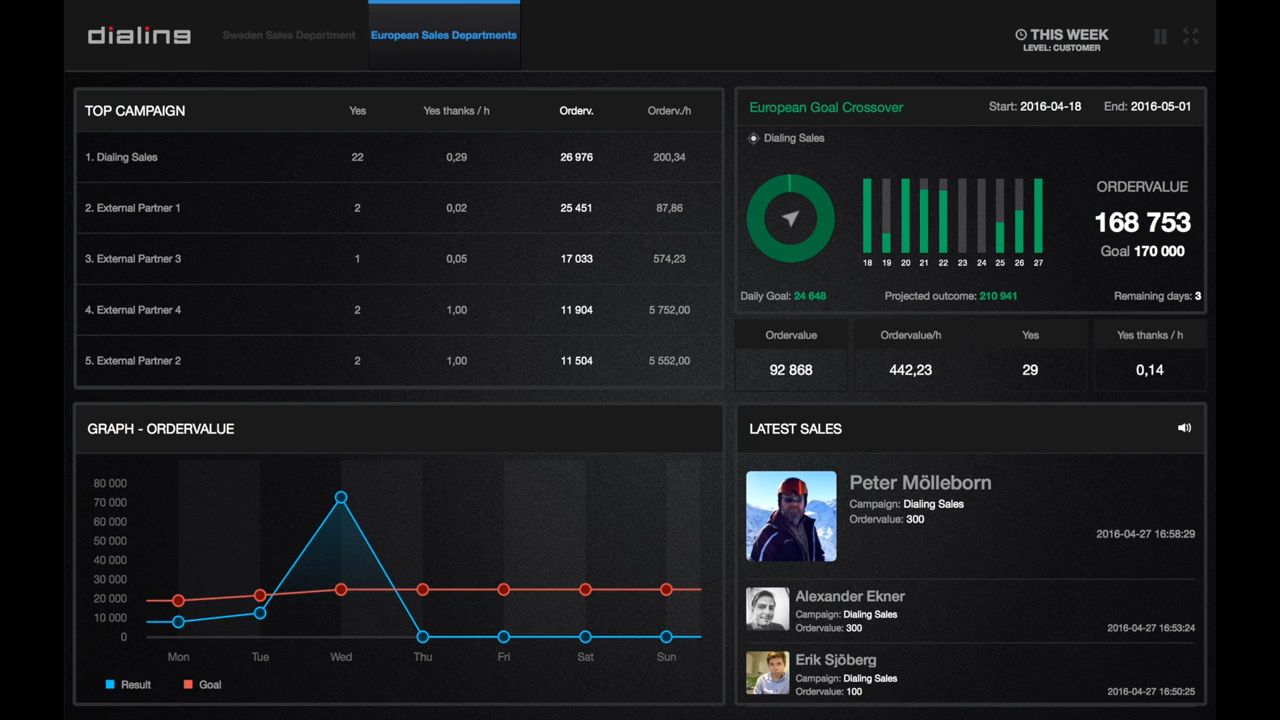 dialing
Sweden Sales Department
European Sales Departments
THIS WEEK
LEVEL: CUSTOMER
TOP CAMPAIGN Yes Yes thanks / h Orderv. Orderv./h
1. Dialing Sales 22 0,29 26 976 200,34
2. External Partner 1 2 0,02 25 451 87,86
3. External Partner 3 1 0,05 17 033 574,23
4. External Partner 4 2 1,00 11 904 5 752,00
5. External Partner 2 2 1,00 11 504 5 552,00
European Goal Crossover Start: 2016-04-18 End: 2016-05-01
Dialing Sales
ORDERVALUE
168 753
Goal 170 000
18 19 20 21 22 23 24 25 26 27
Daily Goal: 24 648 Projected outcome: 210 941 Remaining days: 3
Ordervalue Ordervalue/h Yes Yes thanks / h
92 868 442,23 29 0,14
GRAPH - ORDERVALUE
80 000
70 000
60 000
50 000
40 000
30 000
20 000
10 000
0
Mon Tue Wed Thu Fri Sat Sun
Result Goal
LATEST SALES
Peter Mölleborn
Campaign: Dialing Sales
Ordervalue: 300
2016-04-27 16:58:29
Alexander Ekner
Campaign: Dialing Sales
Ordervalue: 300 2016-04-27 16:53:24
Erik Sjöberg
Campaign: Dialing Sales
Ordervalue: 100 2016-04-27 16:50:25